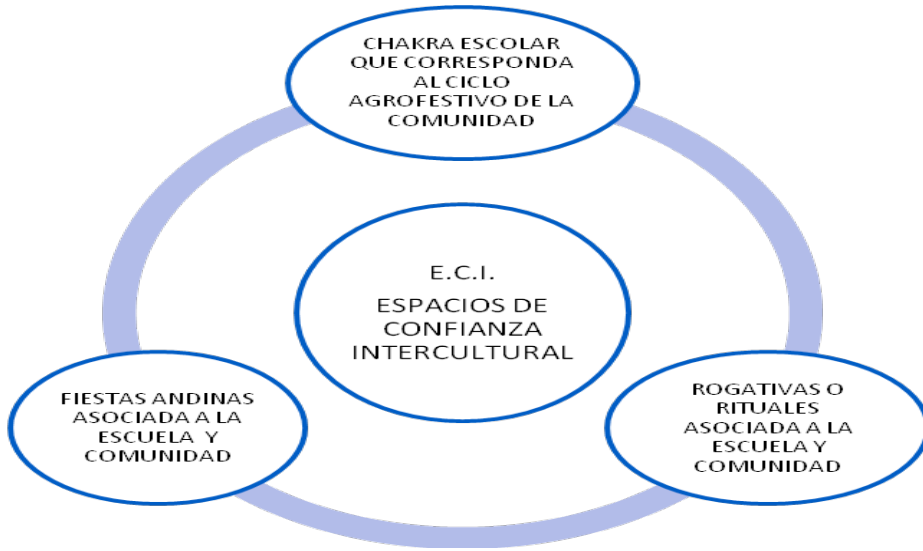 CHAKRA ESCOLAR
QUE CORRESPONDA
AL CICLO
AGROFESTIVO DE LA
COMUNIDAD
E.C.I.
ESPACIOS DE
CONFIANZA
INTERCULTURAL
FIESTAS ANDINAS
ASOCIADA A LA
ESCUELA Y
COMUNIDAD
ROGATIVAS O
RITUALES
ASOCIADA A LA
ESCUELA Y
COMUNIDAD